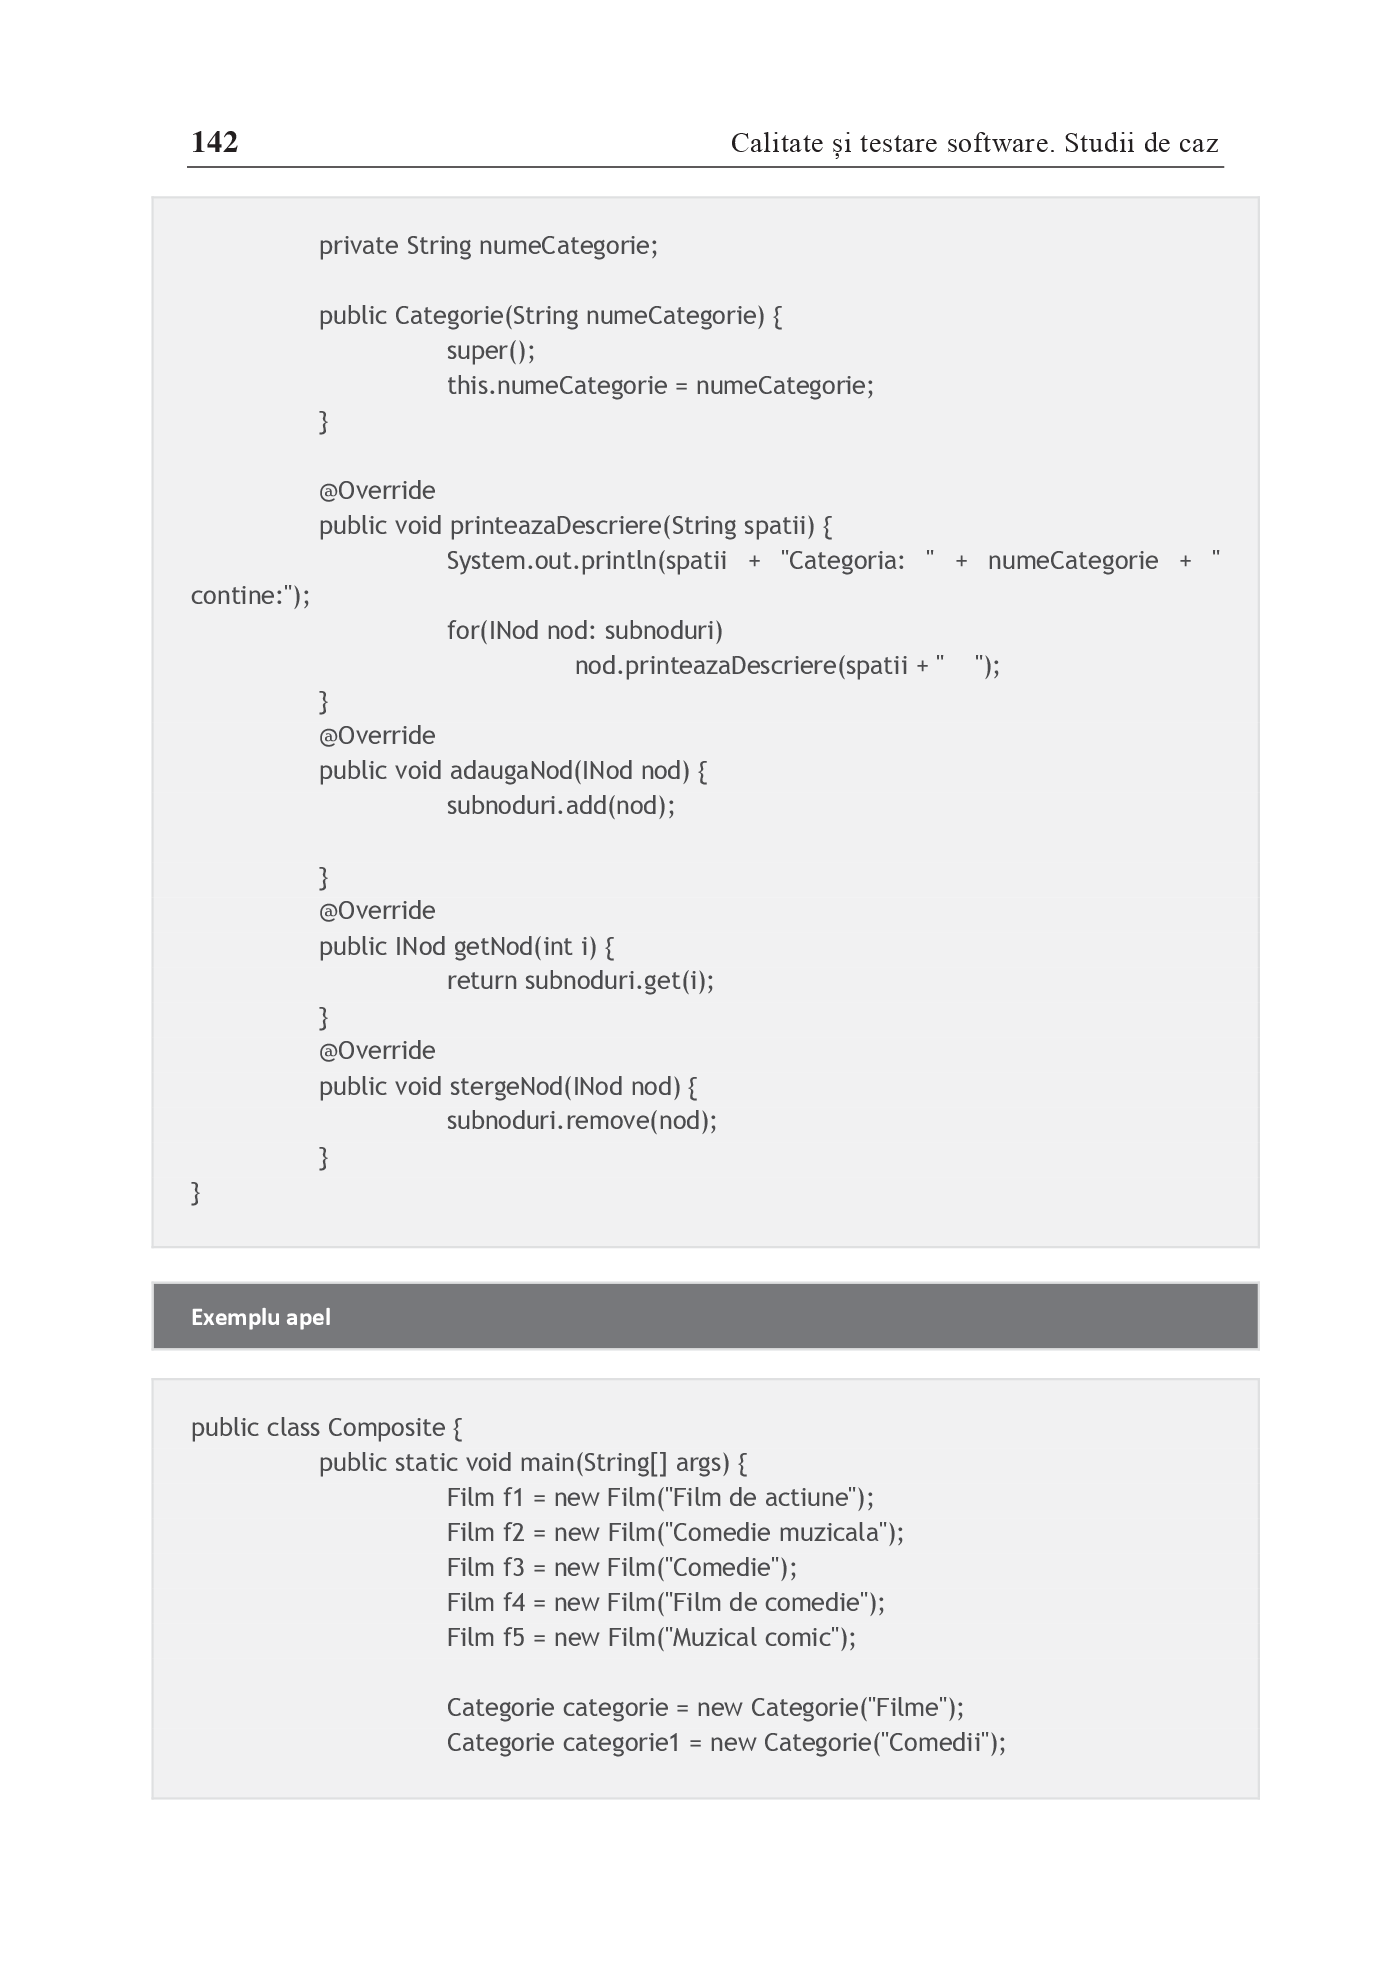 142 Calitate și testare software. Studii de caz
private String numeCategorie;
public Categorie(String numeCategorie) {
super();
this.numeCategorie = numeCategorie;
}
@Override
public void printeazaDescriere(String spatii) {
System.out.println(spatii + "Categoria: " + numeCategorie + "
contine:");
for(INod nod: subnoduri)
nod.printeazaDescriere(spatii + "    ");
}
@Override
public void adaugaNod(INod nod) {
subnoduri.add(nod);
}
@Override
public INod getNod(int i) {
return subnoduri.get(i);
}
@Override
public void stergeNod(INod nod) {
subnoduri.remove(nod);
}
}
Exemplu apel
public class Composite {
public static void main(String[] args) {
Film f1 = new Film("Film de actiune");
Film f2 = new Film("Comedie muzicala");
Film f3 = new Film("Comedie");
Film f4 = new Film("Film de comedie");
Film f5 = new Film("Muzical comic");
Categorie categorie = new Categorie("Filme");
Categorie categorie1 = new Categorie("Comedii");